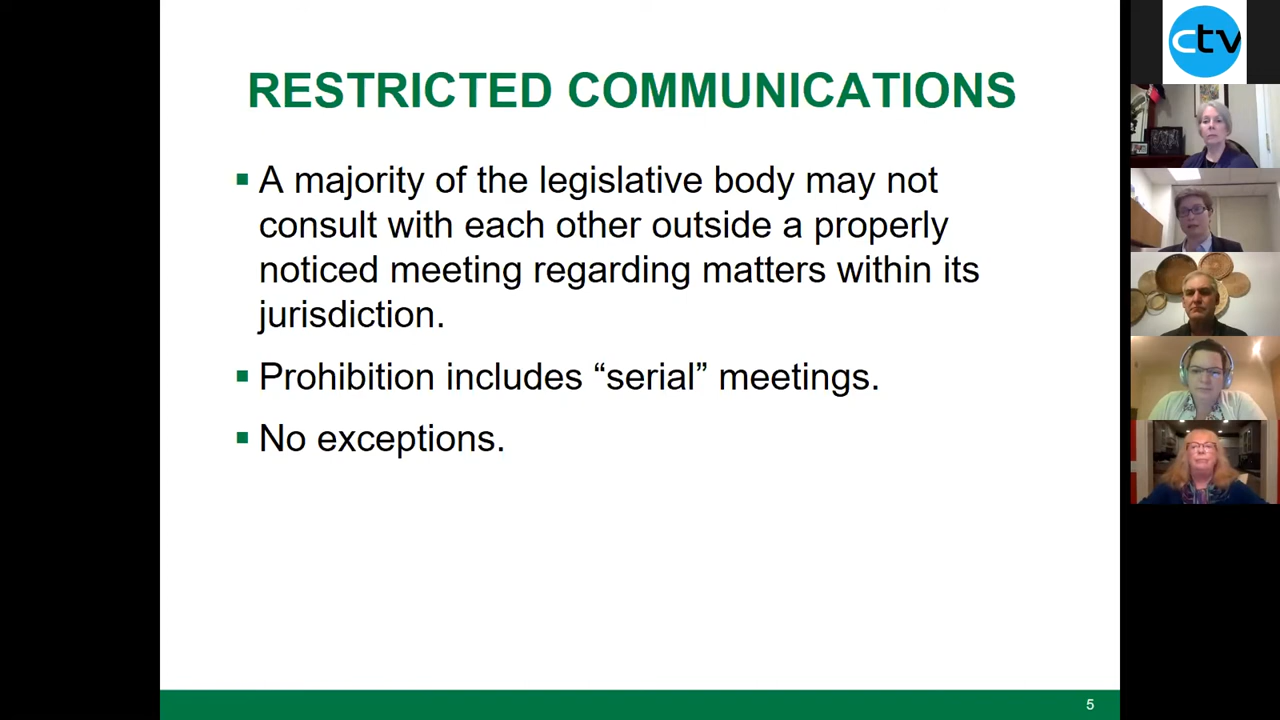 RESTRICTED COMMUNICATIONS
▪ A majority of the legislative body may not
consult with each other outside a properly
noticed meeting regarding matters within its
jurisdiction.
▪ Prohibition includes “serial” meetings.
▪ No exceptions.
5
ctv